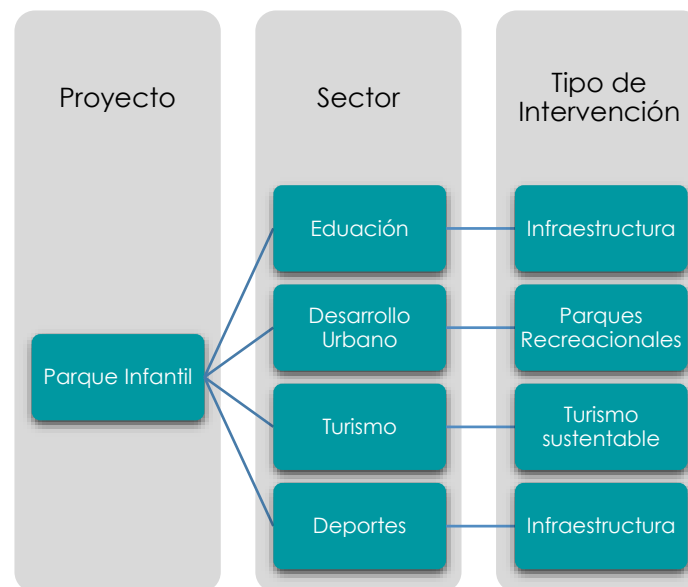 Proyecto
Sector
Tipo de
Intervención
Parque Infantil
Eduación
Infraestructura
Desarrollo
Urbano
Parques
Recreacionales
Turismo
Turismo
sustentable
Deportes
Infraestructura